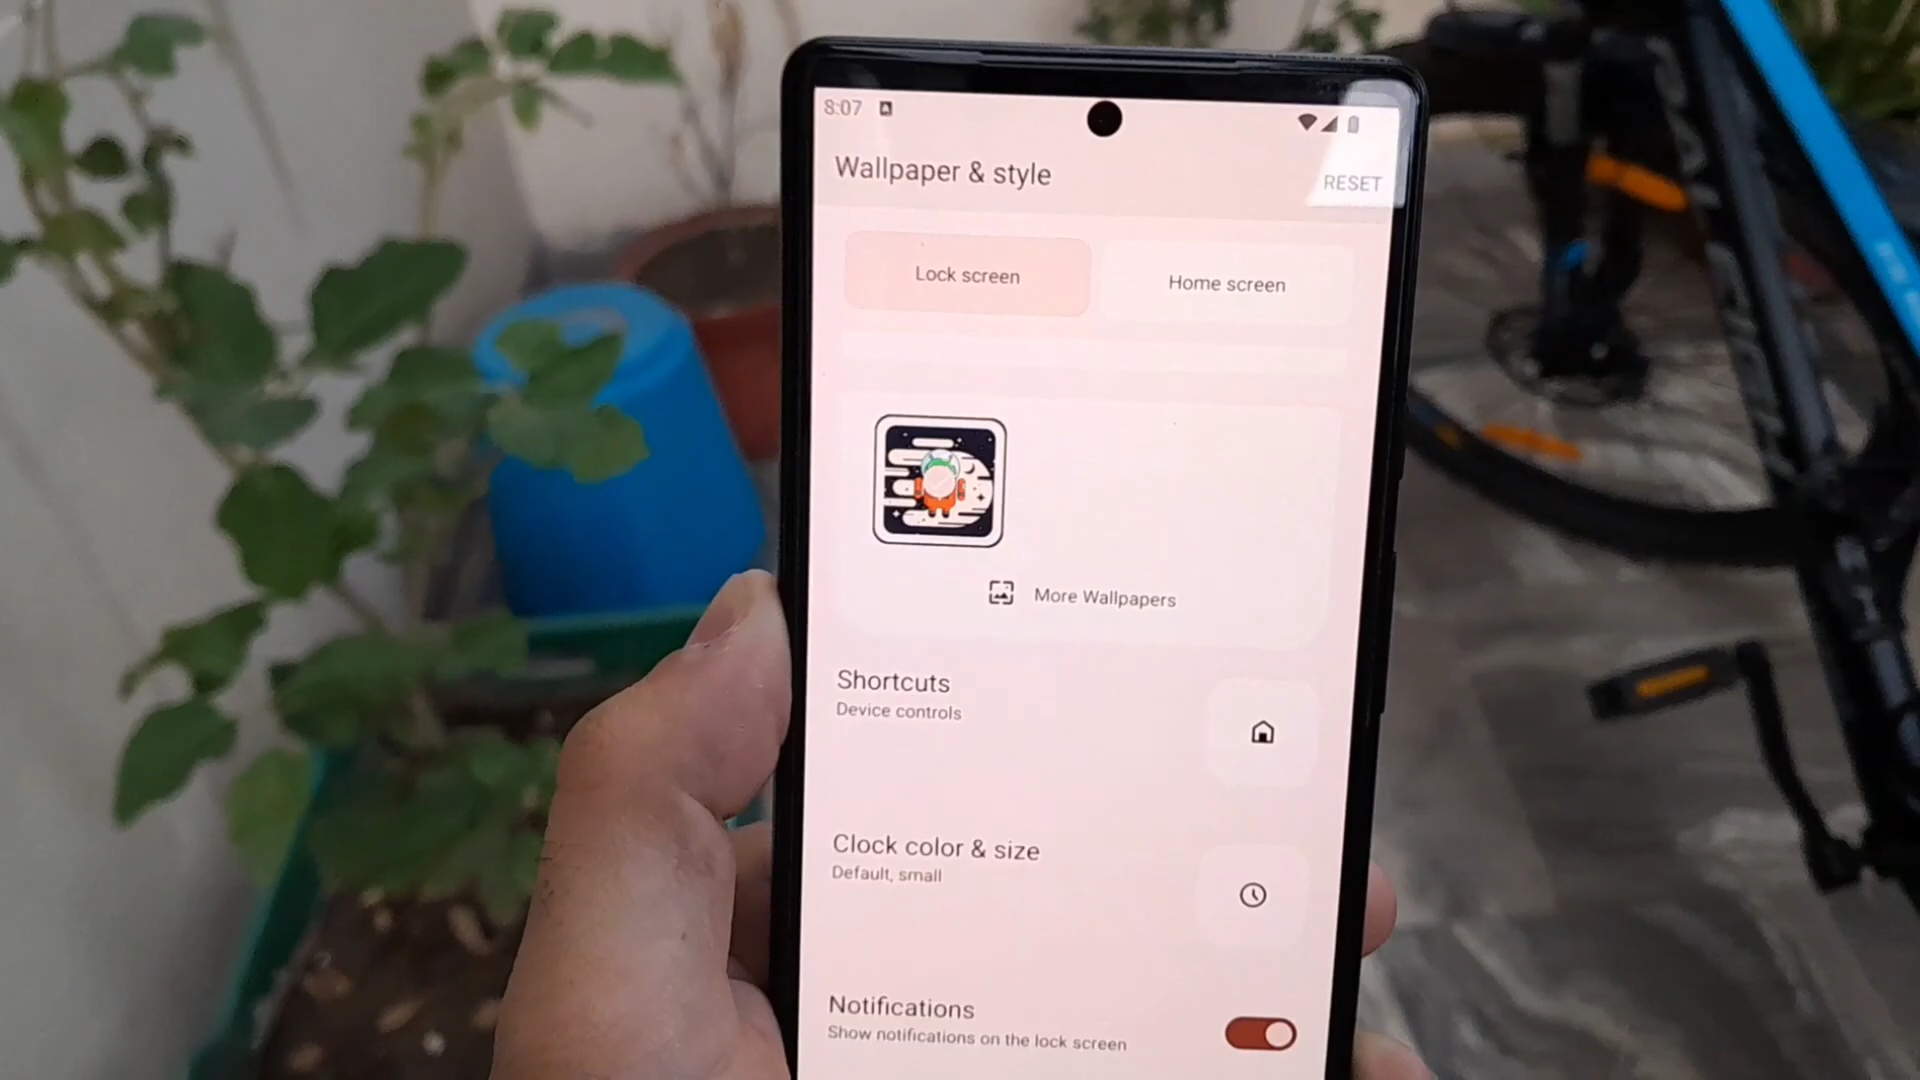 8:07
Wallpaper & style
RESET
Lock screen
Home screen
More Wallpapers
Shortcuts
Device controls
Clock color & size
Default, small
Notifications
Show notifications on the lock screen